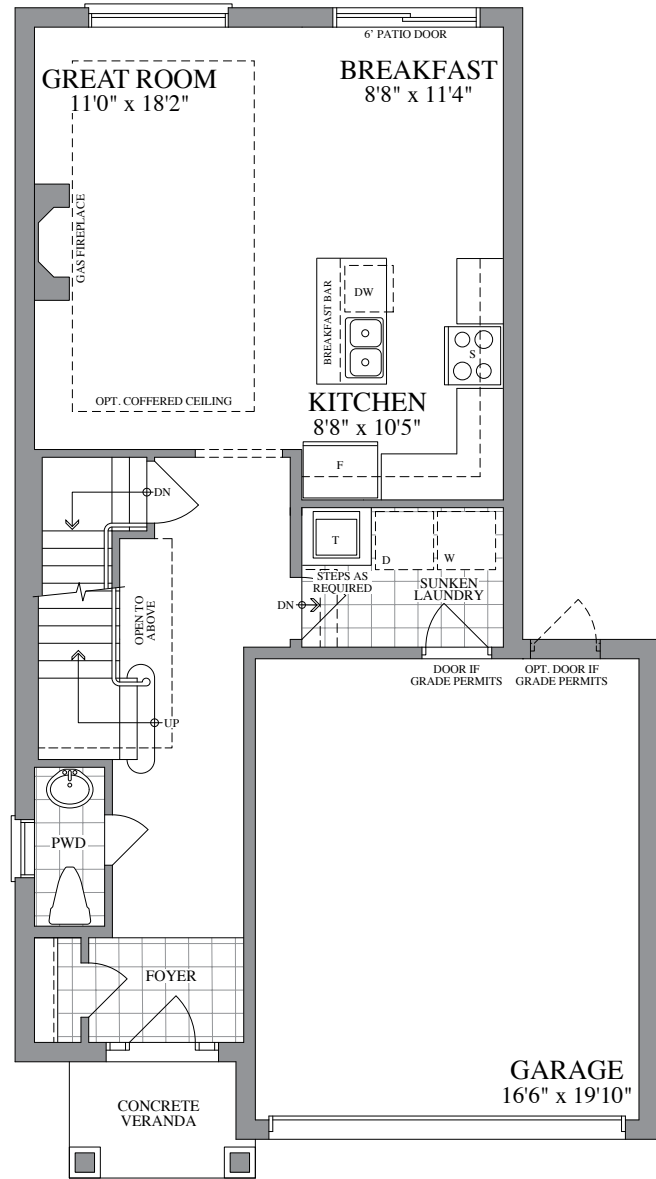 6' PATIO DOOR
GREAT ROOM
11'0" x 18'2"
BREAKFAST
8'8" x 11'4"
GAS FIREPLACE
BREAKFAST BAR
DW
S
OPT. COFFERED CEILING
KITCHEN
8'8" x 10'5"
F
DN
T
D
W
STEPS AS
REQUIRED
SUNKEN
LAUNDRY
DN
OPEN TO
ABOVE
DOOR IF
GRADE PERMITS
OPT. DOOR IF
GRADE PERMITS
UP
PWD
FOYER
GARAGE
16'6" x 19'10"
CONCRETE
VERANDA